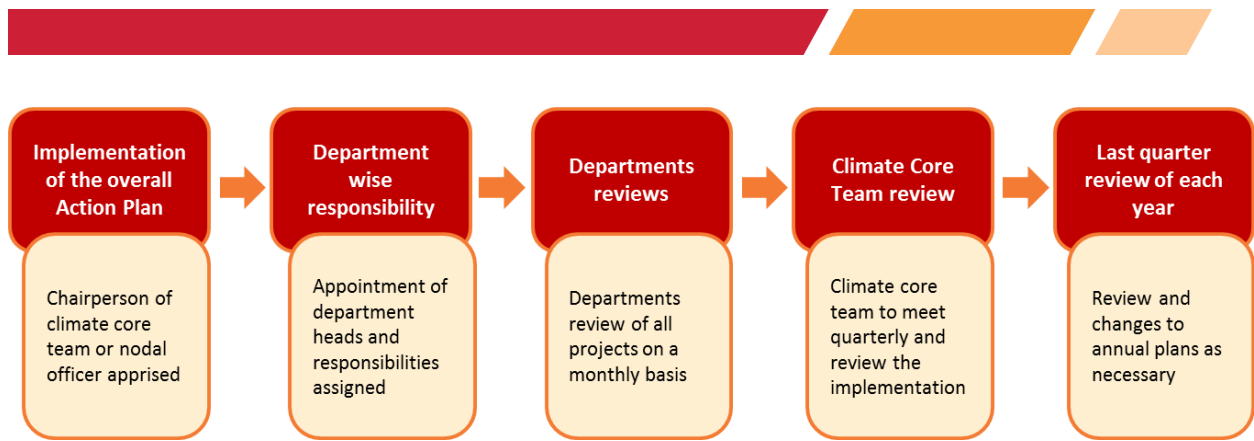 Implementation
of the overall
Action Plan
Department
wise
responsibility
Departments
reviews
Climate Core
Team review
Last quarter
review of each
year
Chairperson of
climate core
team or nodal
officer apprised
Appointment of
department
heads and
responsibilities
assigned
Departments
review of all
projects on a
monthly basis
Climate core
team to meet
quarterly and
review the
implementation
Review and
changes to
annual plans as
necessary